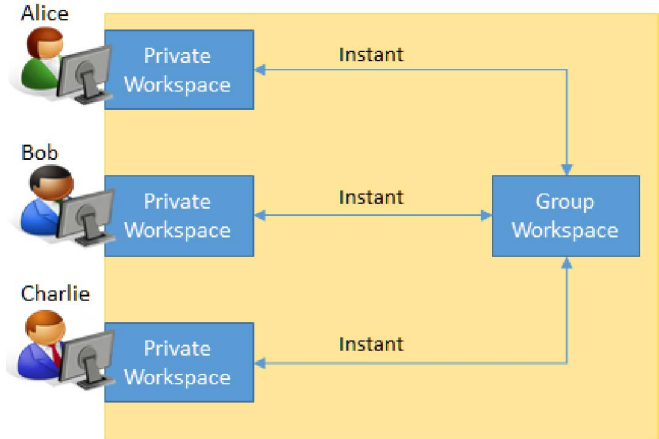 Alice
Private
Workspace
Instant
Bob
Private
Workspace
Instant
Group
Workspace
Charlie
Private
Workspace
Instant